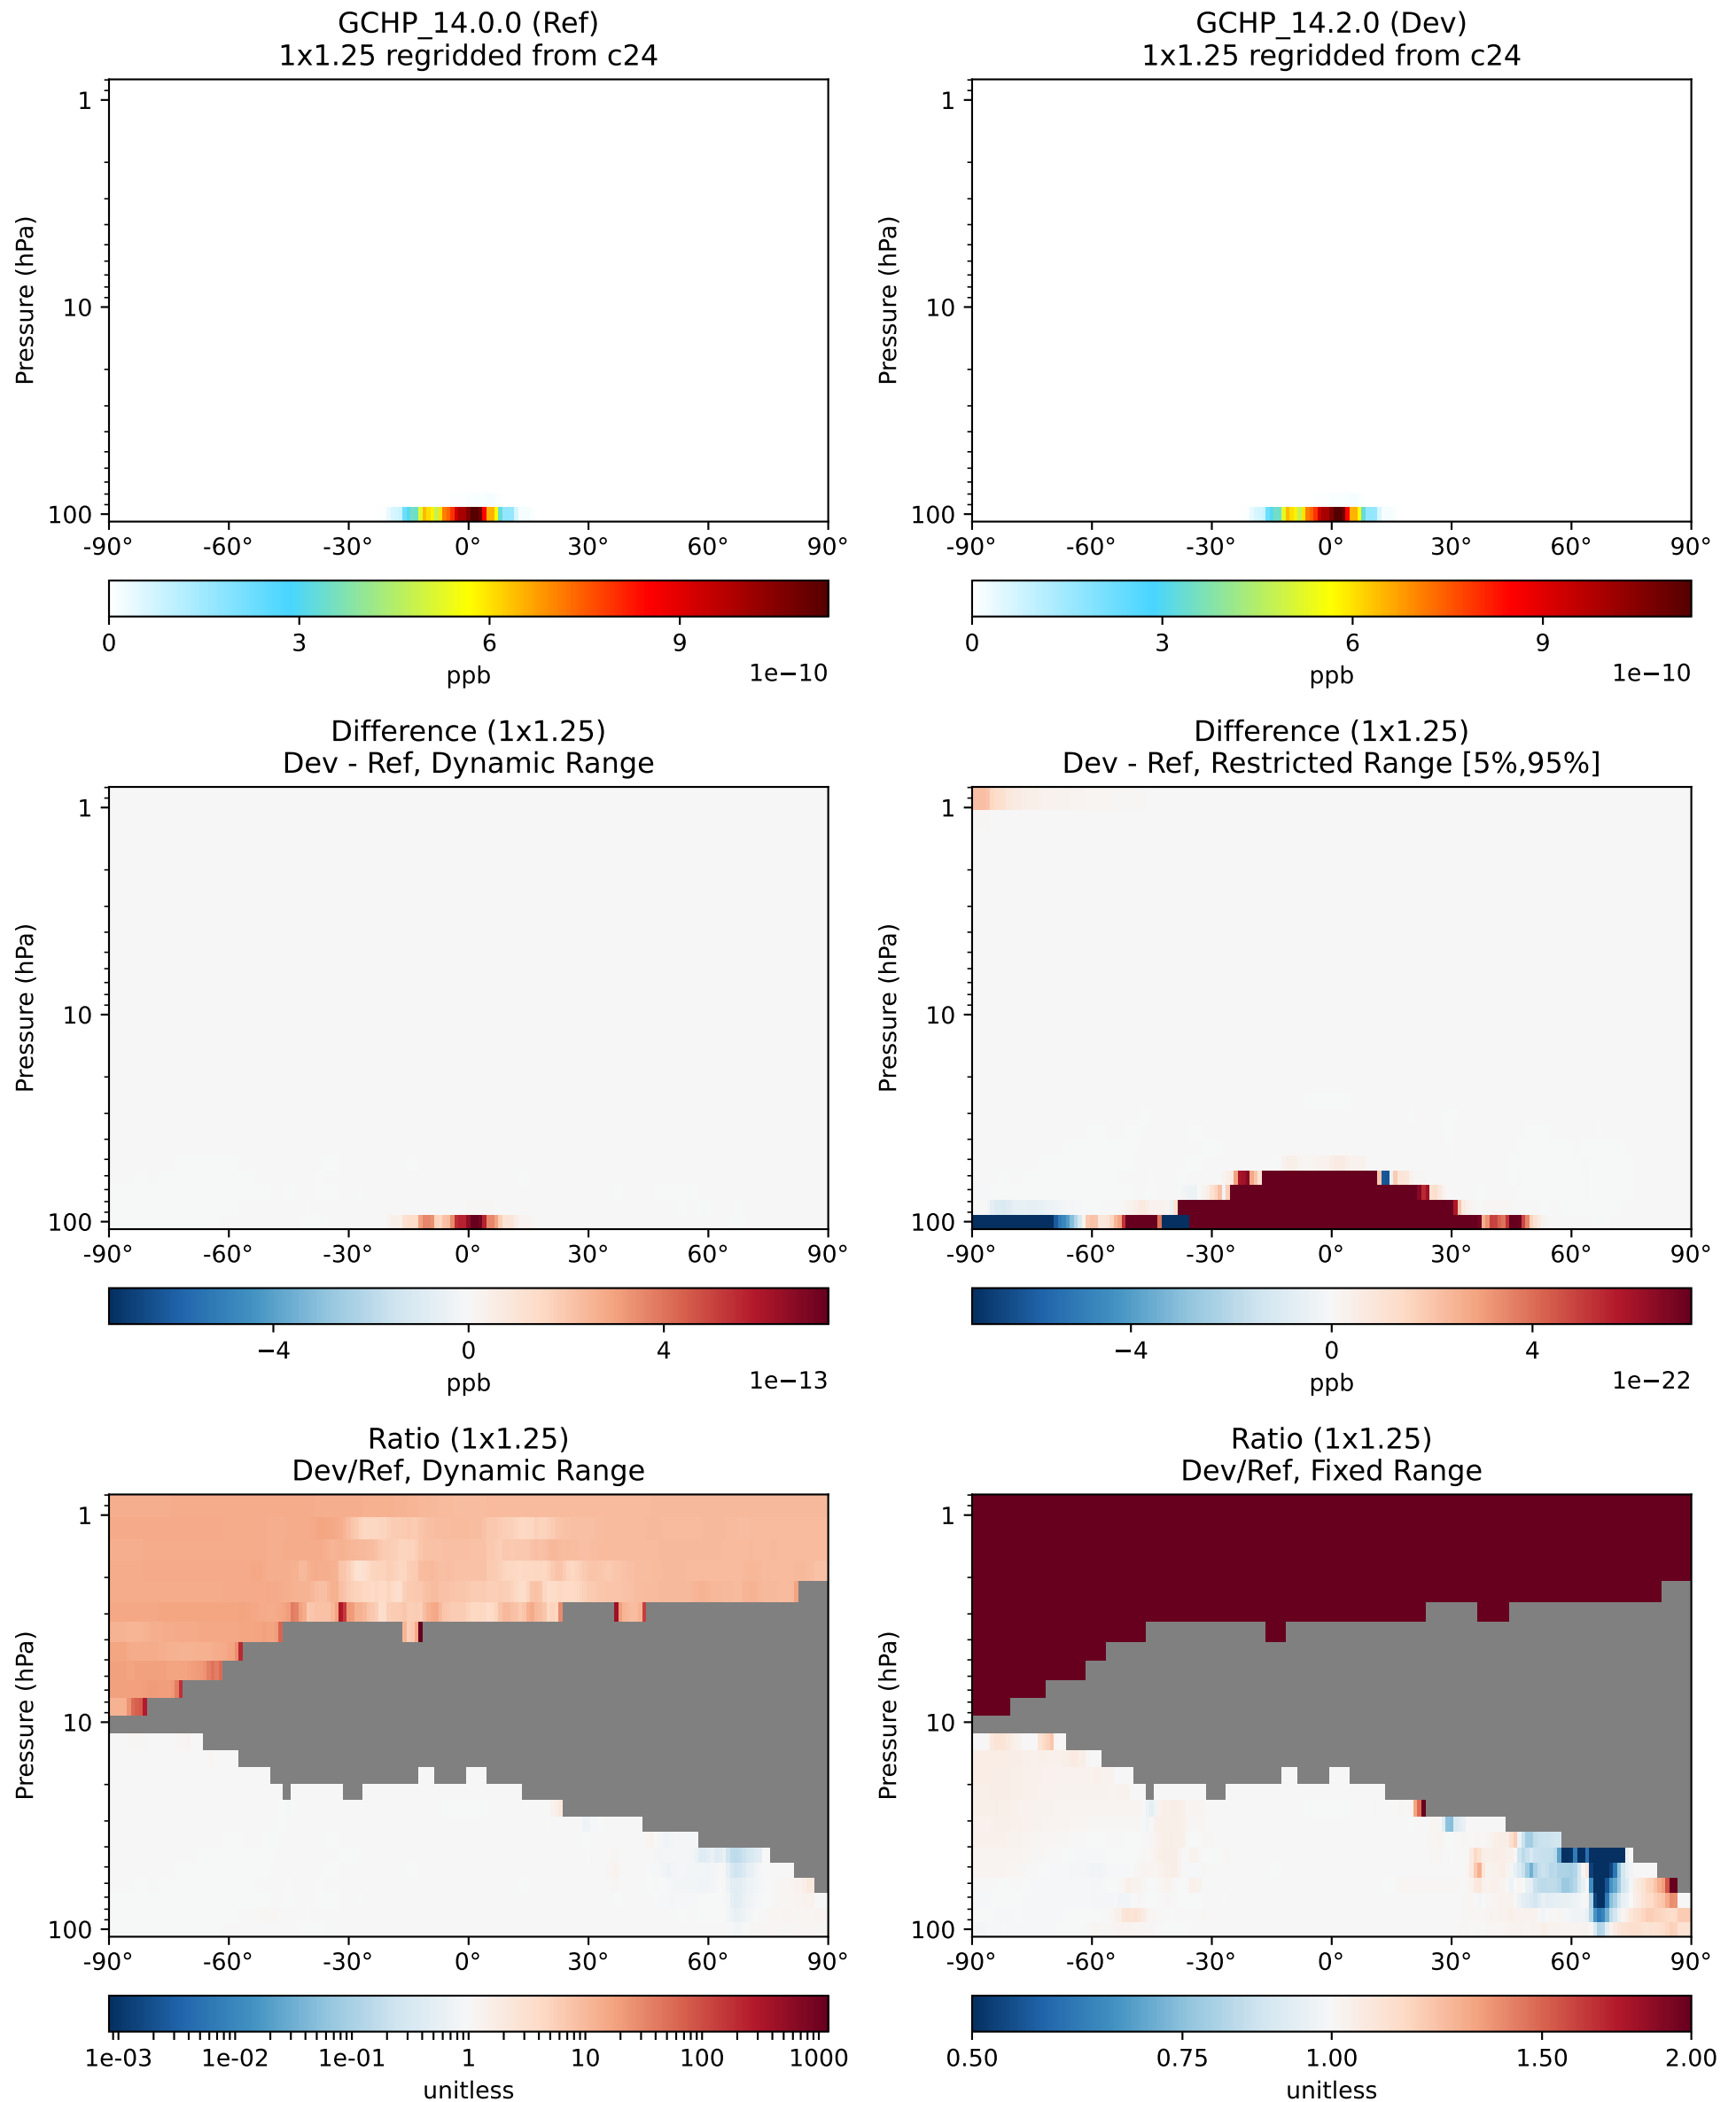 GCHP_14.0.0 (Ref)
1x1.25 regridded from c24
1
10
100
Pressure (hPa)
-90° -60° -30° 0° 30° 60° 90°
0 3 6 9
ppb
1e−10
GCHP_14.2.0 (Dev)
1x1.25 regridded from c24
1
10
100
Pressure (hPa)
-90° -60° -30° 0° 30° 60° 90°
0 3 6 9
ppb
1e−10
Difference (1x1.25)
Dev - Ref, Dynamic Range
1
10
100
Pressure (hPa)
-90° -60° -30° 0° 30° 60° 90°
−4 0 4
ppb
1e−13
Difference (1x1.25)
Dev - Ref, Restricted Range [5%,95%]
1
10
100
Pressure (hPa)
-90° -60° -30° 0° 30° 60° 90°
−4 0 4
ppb
1e−22
Ratio (1x1.25)
Dev/Ref, Dynamic Range
1
10
100
Pressure (hPa)
-90° -60° -30° 0° 30° 60° 90°
1e-03 1e-02 1e-01 1 10 100 1000
unitless
Ratio (1x1.25)
Dev/Ref, Fixed Range
1
10
100
Pressure (hPa)
-90° -60° -30° 0° 30° 60° 90°
0.50 0.75 1.00 1.50 2.00
unitless